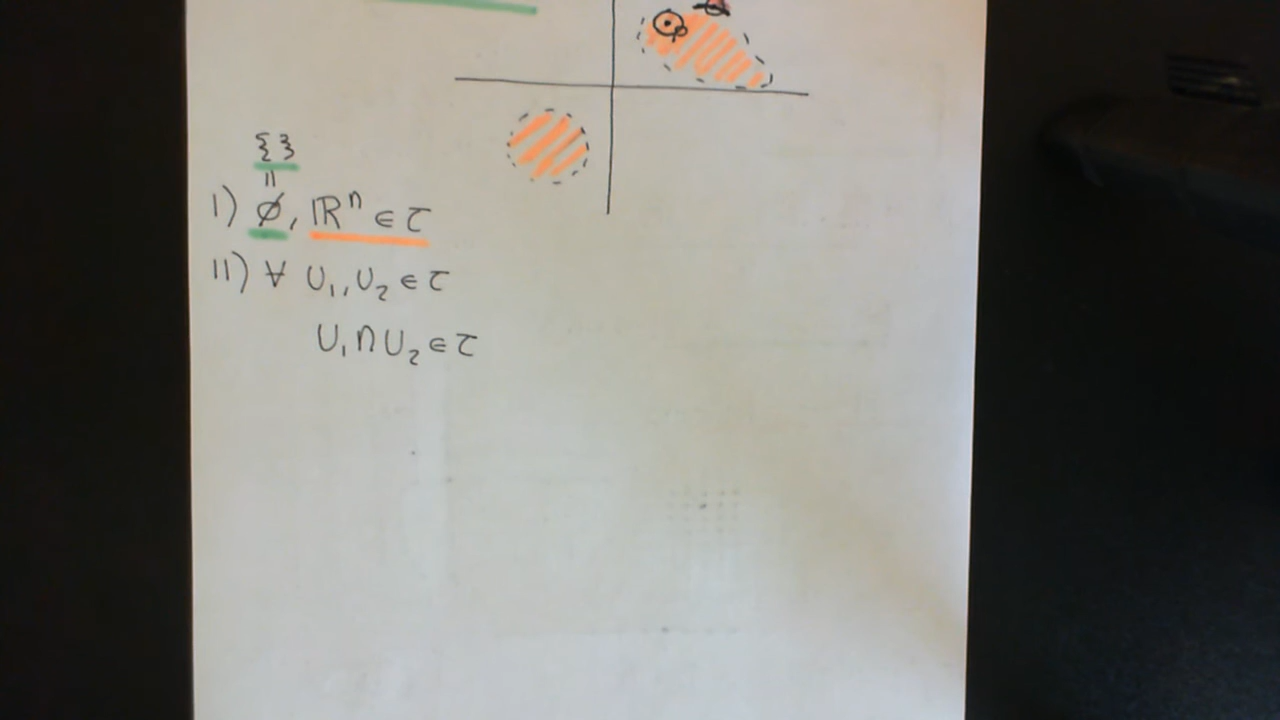 {}
=
I) ∅, ℝⁿ ∈ τ
II) ∀ U₁, U₂ ∈ τ
U₁ ∩ U₂ ∈ τ